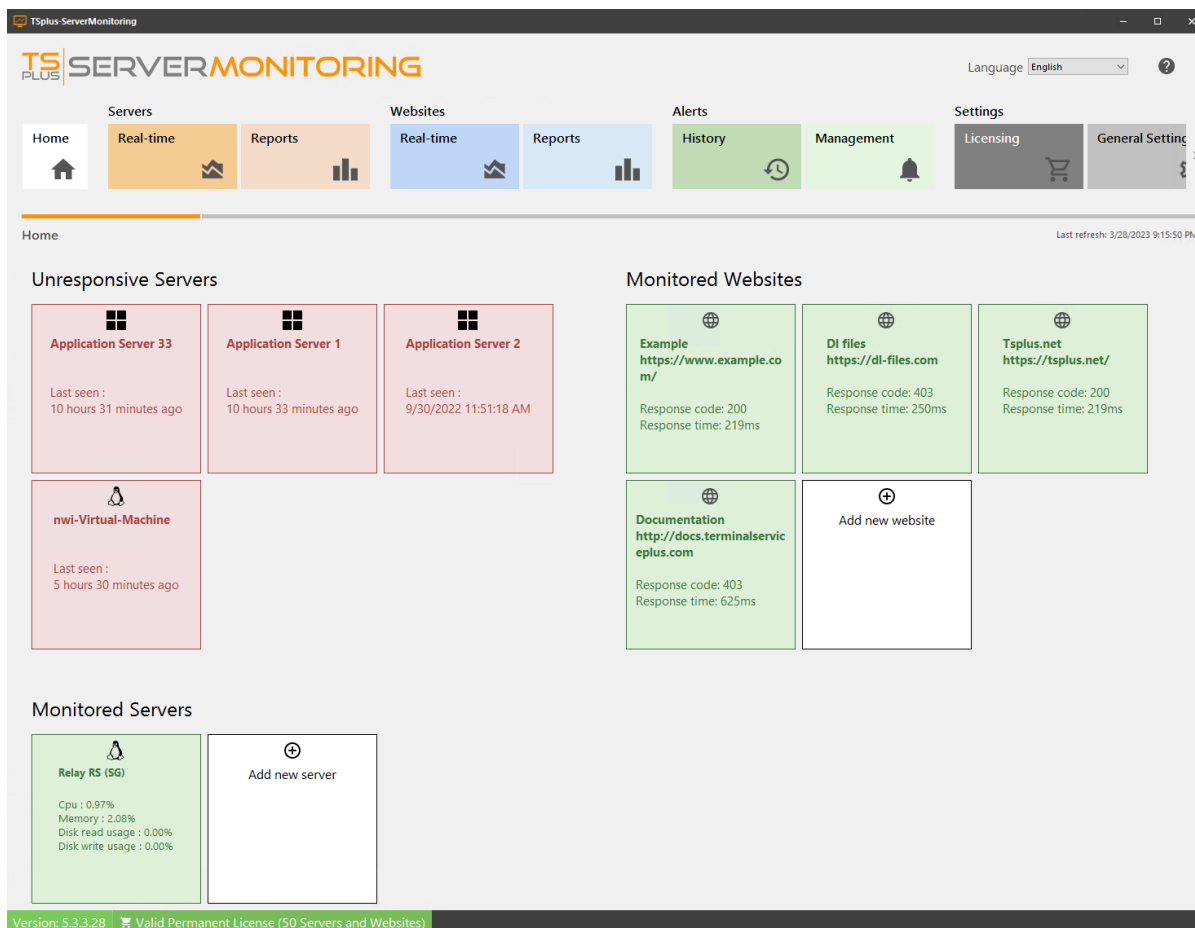 TSplus-ServerMonitoring
TS PLUS SERVERMONITORING
Language English
Servers Websites Alerts Settings
Home Real-time Reports Real-time Reports History Management Licensing General Setting
Home
Last refresh: 3/28/2023 9:15:50 PM
Unresponsive Servers
Application Server 33
Last seen :
10 hours 31 minutes ago
Application Server 1
Last seen :
10 hours 33 minutes ago
Application Server 2
Last seen :
9/30/2022 11:51:18 AM
nwi-Virtual-Machine
Last seen :
5 hours 30 minutes ago
Monitored Websites
Example
https://www.example.co
m/
Response code: 200
Response time: 219ms
Dl files
https://dl-files.com
Response code: 403
Response time: 250ms
Tsplus.net
https://tsplus.net/
Response code: 200
Response time: 219ms
Documentation
http://docs.terminalservic
eplus.com
Response code: 403
Response time: 625ms
Add new website
Monitored Servers
Relay RS (SG)
Cpu : 0.97%
Memory : 2.08%
Disk read usage : 0.00%
Disk write usage : 0.00%
Add new server
Version: 5.3.3.28 Valid Permanent License (50 Servers and Websites)